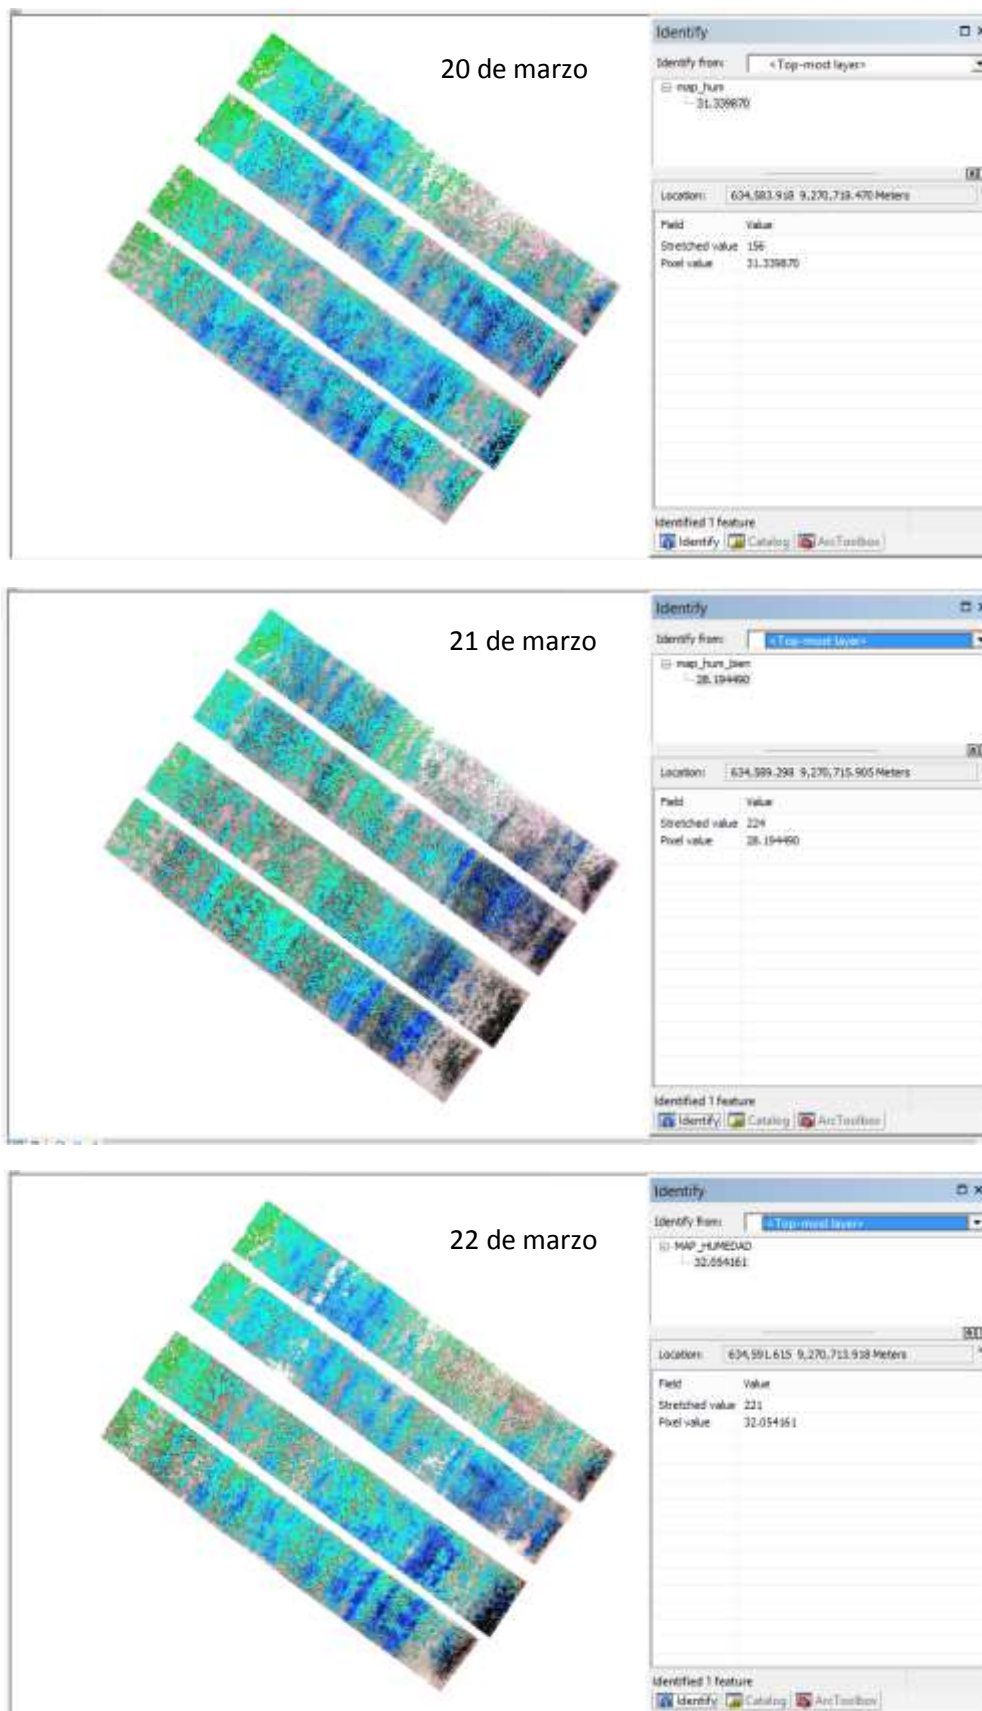 20 de marzo
Identify
Identify from: <Top-most layer>
map_hum
31.339870
Location: 634,583.918 9,270,718.470 Meters
Field Value
Stretched value 156
Pixel value 31.339870
Identified 1 feature
Identify Catalog ArcToolbox
21 de marzo
Identify
Identify from: <Top-most layer>
map_hum_bien
28.194490
Location: 634,589.298 9,270,715.905 Meters
Field Value
Stretched value 224
Pixel value 28.194490
Identified 1 feature
Identify Catalog ArcToolbox
22 de marzo
Identify
Identify from: <Top-most layer>
MAP_HUMEDAD
32.054161
Location: 634,591.615 9,270,713.918 Meters
Field Value
Stretched value 221
Pixel value 32.054161
Identified 1 feature
Identify Catalog ArcToolbox